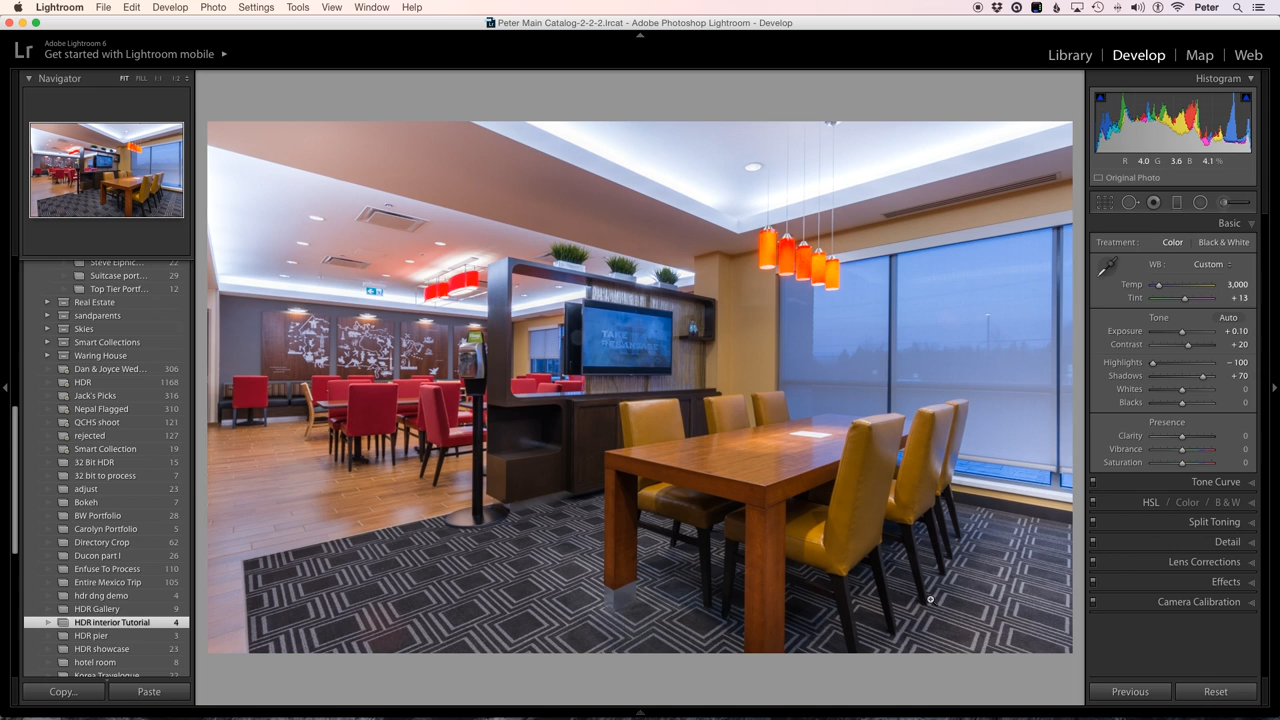 Lightroom File Edit Develop Photo Settings Tools View Window Help Peter
Peter Main Catalog-2-2-2.lrcat - Adobe Photoshop Lightroom - Develop
Lr
Adobe Lightroom 6
Get started with Lightroom mobile
Library | Develop | Map | Web
Navigator FIT FILL 1:1 1:2
Suitcase port... 29
Top Tier Portf... 12
Real Estate
sandparents
Skies
Smart Collections
Waring House
Dan & Joyce Wed... 306
HDR 1168
Jack's Picks 316
Nepal Flagged 310
QCHS shoot 121
rejected 127
Smart Collection 19
32 Bit HDR 15
32 bit to process 7
adjust 23
Bokeh 7
BW Portfolio 28
Carolyn Portfolio 5
Directory Crop 62
Ducon part I 26
Enfuse To Process 110
Entire Mexico Trip 105
hdr dng demo 4
HDR Gallery 9
HDR interior Tutorial 4
HDR pier 3
HDR showcase 23
hotel room 8
Korea Travelogue
Copy... Paste
TAKE
Histogram
R 4.0 G 3.6 B 4.1 %
Original Photo
Basic
Treatment: Color | Black & White
WB: Custom
Temp 3,000
Tint + 13
Tone Auto
Exposure + 0.10
Contrast + 20
Highlights − 100
Shadows + 70
Whites 0
Blacks 0
Presence
Clarity 0
Vibrance 0
Saturation 0
Tone Curve
HSL / Color / B & W
Split Toning
Detail
Lens Corrections
Effects
Camera Calibration
Previous Reset